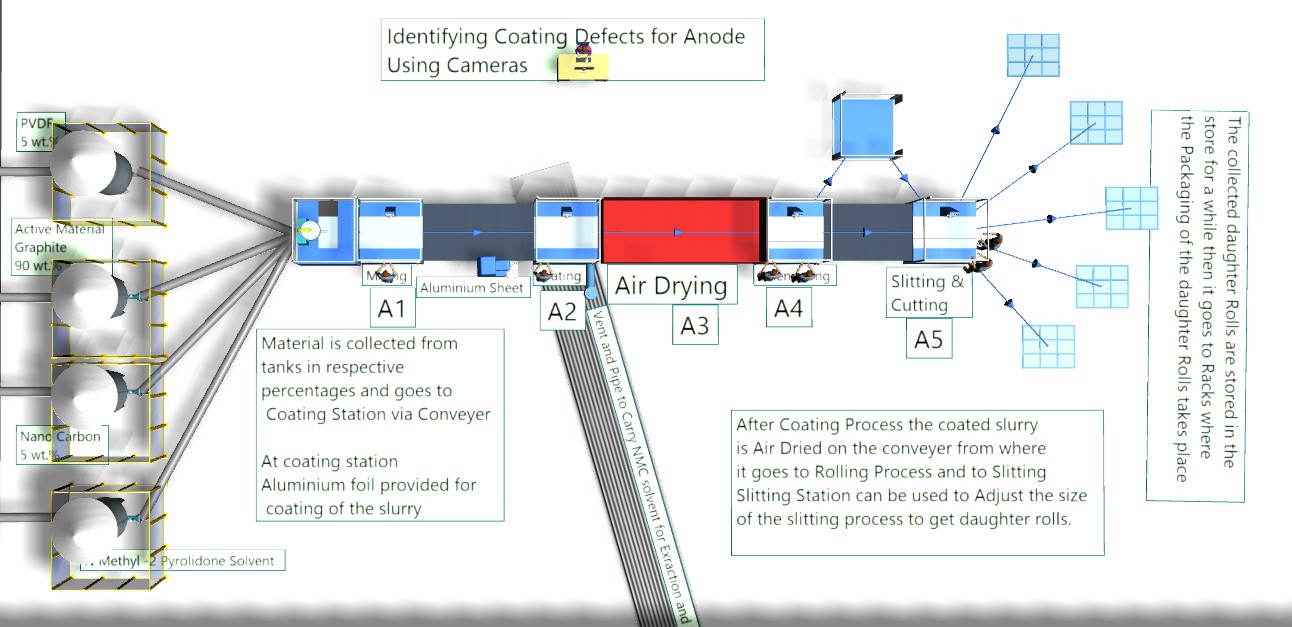 Identifying Coating Defects for Anode
Using Cameras
PVDF
5 wt.%
Active Material
Graphite
90 wt.%
Nano Carbon
5 wt.%
Methyl -2 Pyrolidone Solvent
A1
Aluminium Sheet
A2
Air Drying
A3
A4
Slitting &
Cutting
A5
Material is collected from
tanks in respective
percentages and goes to
Coating Station via Conveyer
At coating station
Aluminium foil provided for
coating of the slurry
Vent and Pipe to Carry NMC solvent for Exraction and
After Coating Process the coated slurry
is Air Dried on the conveyer from where
it goes to Rolling Process and to Slitting
Slitting Station can be used to Adjust the size
of the slitting process to get daughter rolls.
The collected daughter Rolls are stored in the
store for a while then it goes to Racks where
the Packaging of the daughter Rolls takes place